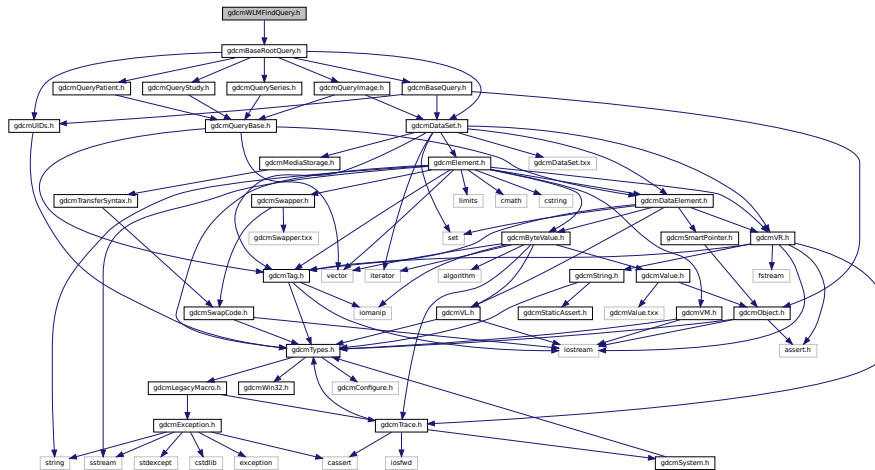 gdcmWLMFindQuery.h
gdcmBaseRootQuery.h
gdcmQueryPatient.h
gdcmQueryStudy.h
gdcmQuerySeries.h
gdcmQueryImage.h
gdcmBaseQuery.h
gdcmUIDs.h
gdcmQueryBase.h
gdcmDataSet.h
gdcmMediaStorage.h
gdcmElement.h
gdcmDataSet.txx
gdcmTransferSyntax.h
gdcmSwapper.h
limits
cmath
cstring
gdcmDataElement.h
gdcmSwapper.txx
set
gdcmByteValue.h
gdcmSmartPointer.h
gdcmVR.h
gdcmTag.h
vector
iterator
algorithm
gdcmString.h
gdcmValue.h
fstream
gdcmSwapCode.h
iomanip
gdcmVL.h
gdcmStaticAssert.h
gdcmValue.txx
gdcmVM.h
gdcmObject.h
gdcmTypes.h
iostream
assert.h
gdcmLegacyMacro.h
gdcmWin32.h
gdcmConfigure.h
gdcmException.h
gdcmTrace.h
string
sstream
stdexcept
cstdlib
exception
cassert
iosfwd
gdcmSystem.h